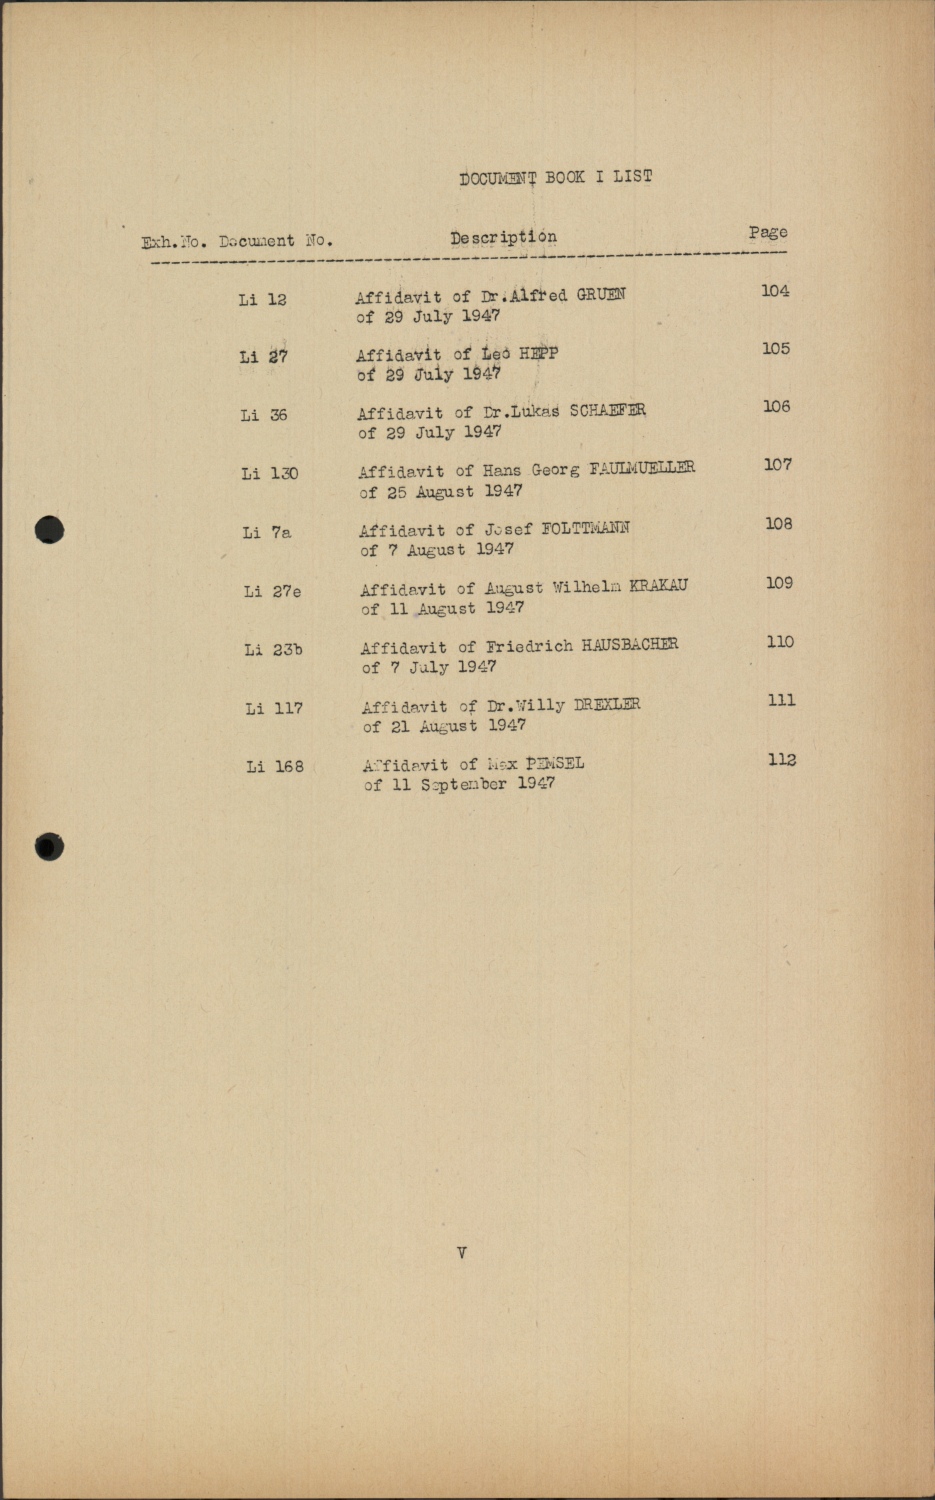 DOCUMENT BOOK I LIST
Exh.No. Document No. Description Page
Li 12 Affidavit of Dr.Alfred GRUEN 104
of 29 July 1947
Li 27 Affidavit of Leo HEPP 105
of 29 July 1947
Li 36 Affidavit of Dr.Lukas SCHAEFER 106
of 29 July 1947
Li 130 Affidavit of Hans Georg FAULMUELLER 107
of 25 August 1947
Li 7a Affidavit of Josef FOLTTMANN 108
of 7 August 1947
Li 27e Affidavit of August Wilhelm KRAKAU 109
of 11 August 1947
Li 23b Affidavit of Friedrich HAUSBACHER 110
of 7 July 1947
Li 117 Affidavit of Dr.Willy DREXLER 111
of 21 August 1947
Li 168 Affidavit of Max PEMSEL 112
of 11 September 1947
V